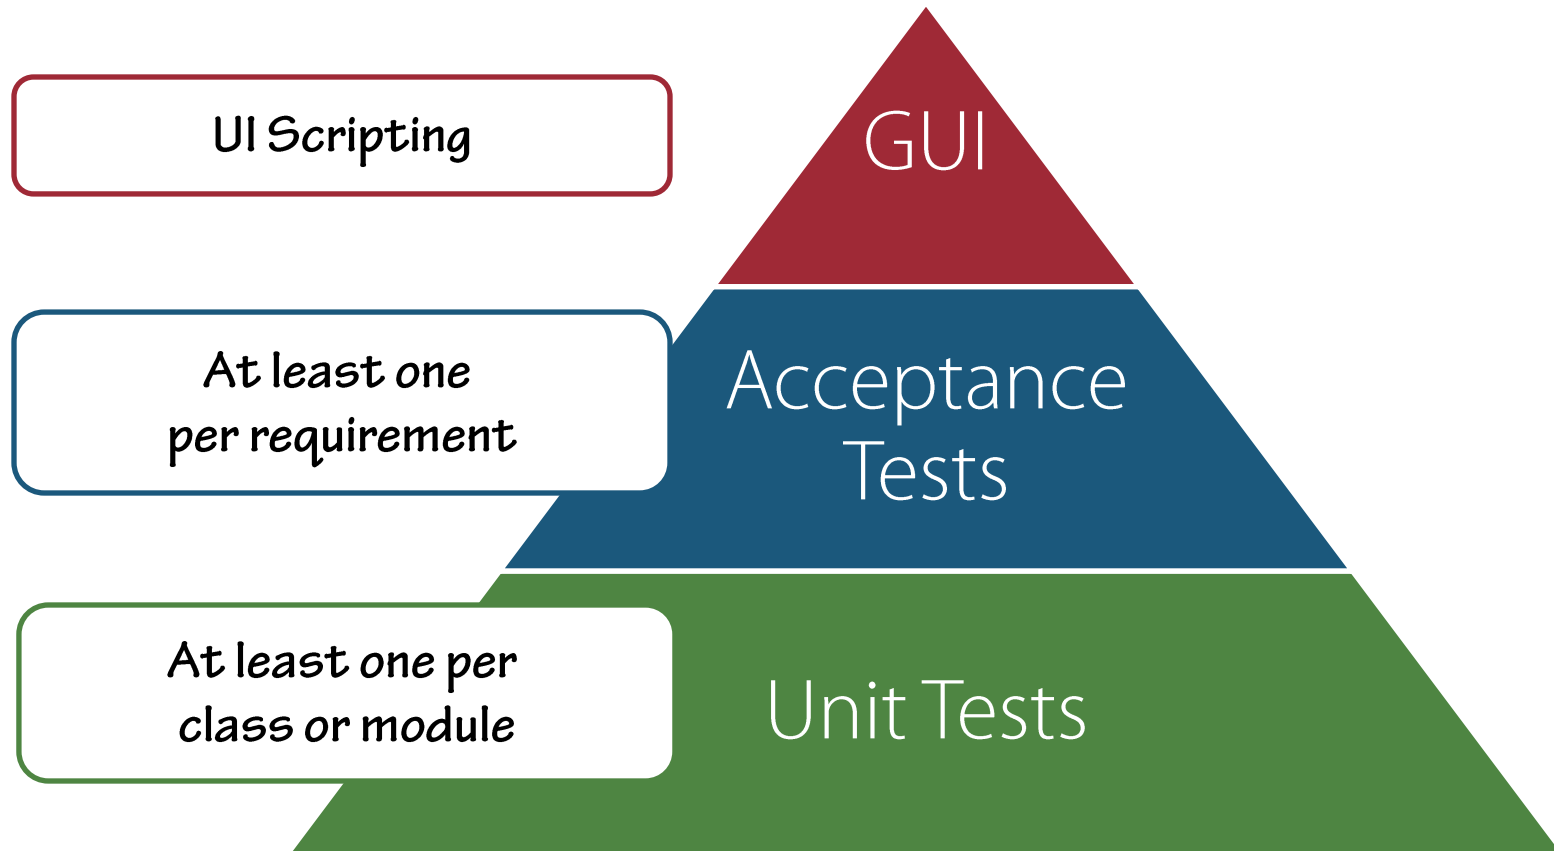 UI Scripting
GUI
At least one
per requirement
Acceptance
Tests
At least one per
class or module
Unit Tests